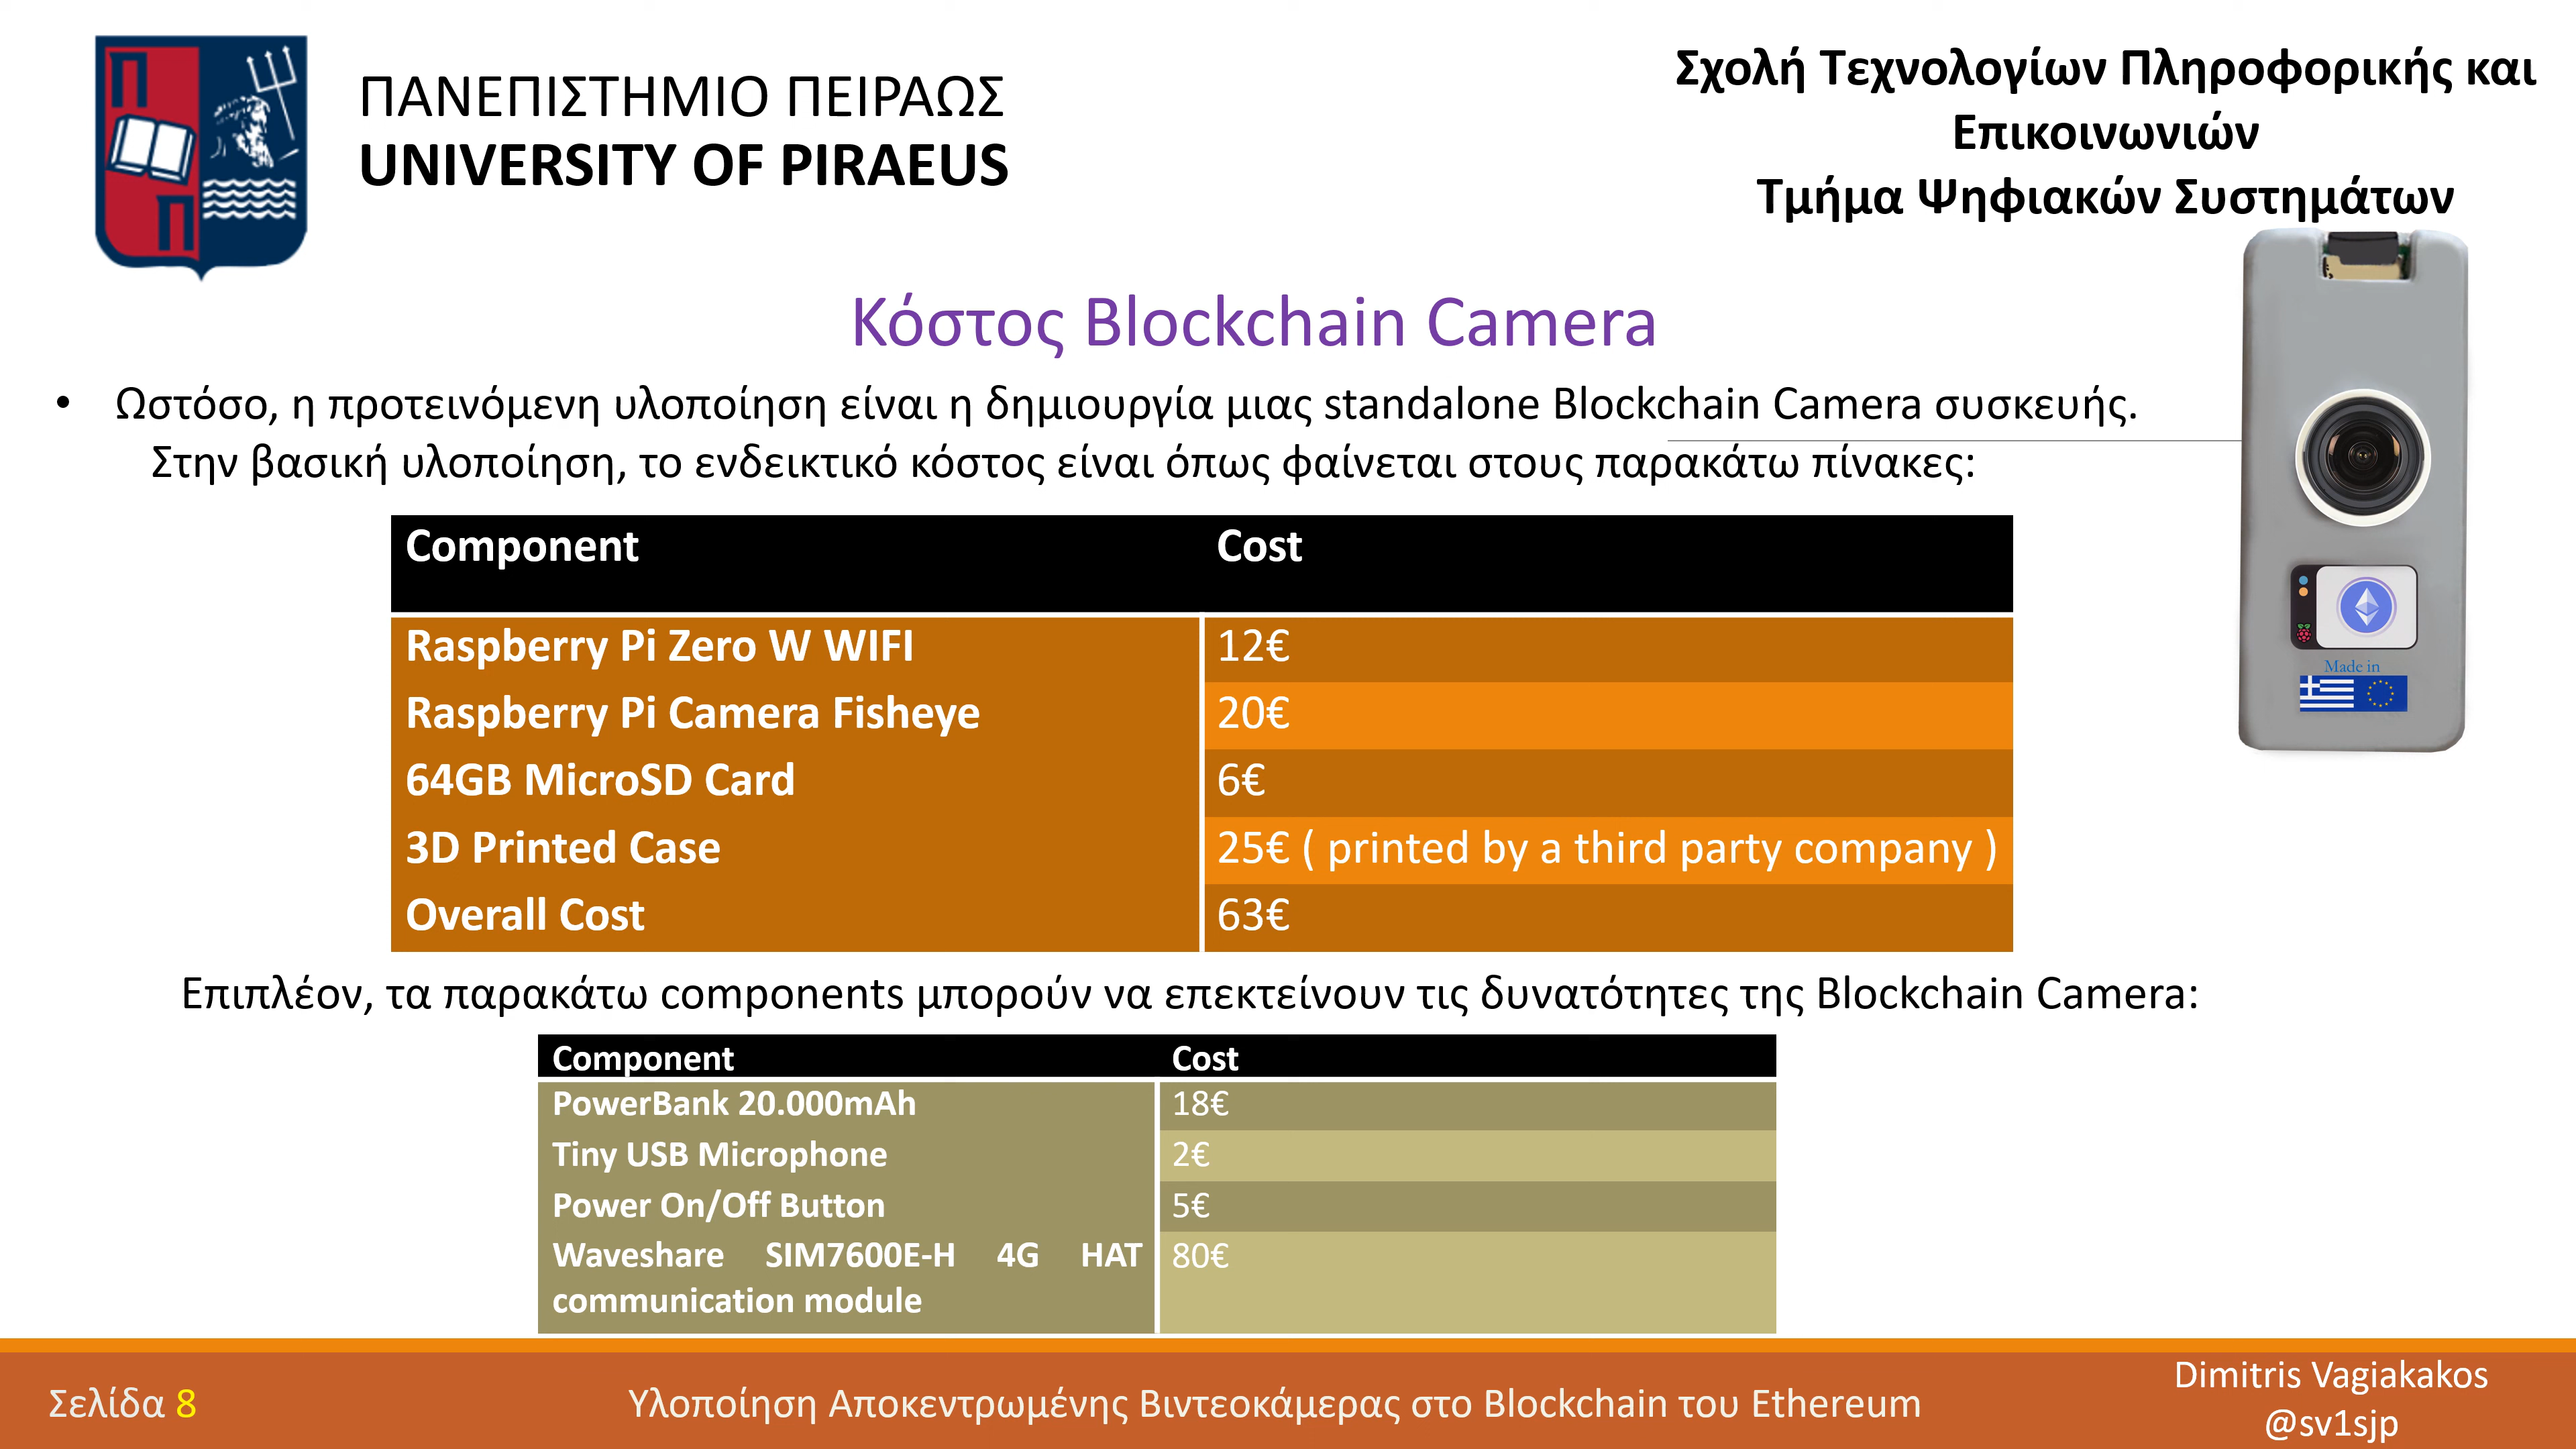 ΠΑΝΕΠΙΣΤΗΜΙΟ ΠΕΙΡΑΩΣ
UNIVERSITY OF PIRAEUS
Σχολή Τεχνολογίων Πληροφορικής και
Επικοινωνιών
Τμήμα Ψηφιακών Συστημάτων
Κόστος Blockchain Camera
• Ωστόσο, η προτεινόμενη υλοποίηση είναι η δημιουργία μιας standalone Blockchain Camera συσκευής.
Στην βασική υλοποίηση, το ενδεικτικό κόστος είναι όπως φαίνεται στους παρακάτω πίνακες:
Component Cost
Raspberry Pi Zero W WIFI 12€
Raspberry Pi Camera Fisheye 20€
64GB MicroSD Card 6€
3D Printed Case 25€ ( printed by a third party company )
Overall Cost 63€
Made in
Επιπλέον, τα παρακάτω components μπορούν να επεκτείνουν τις δυνατότητες της Blockchain Camera:
Component Cost
PowerBank 20.000mAh 18€
Tiny USB Microphone 2€
Power On/Off Button 5€
Waveshare SIM7600E-H 4G HAT 80€
communication module
Σελίδα 8
Υλοποίηση Αποκεντρωμένης Βιντεοκάμερας στο Blockchain του Ethereum
Dimitris Vagiakakos
@sv1sjp